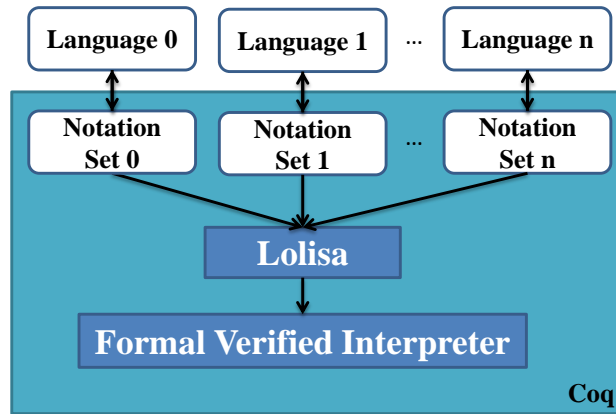 Language 0
Language 1
...
Language n
Notation
Set 0
Notation
Set 1
...
Notation
Set n
Lolisa
Formal Verified Interpreter
Coq